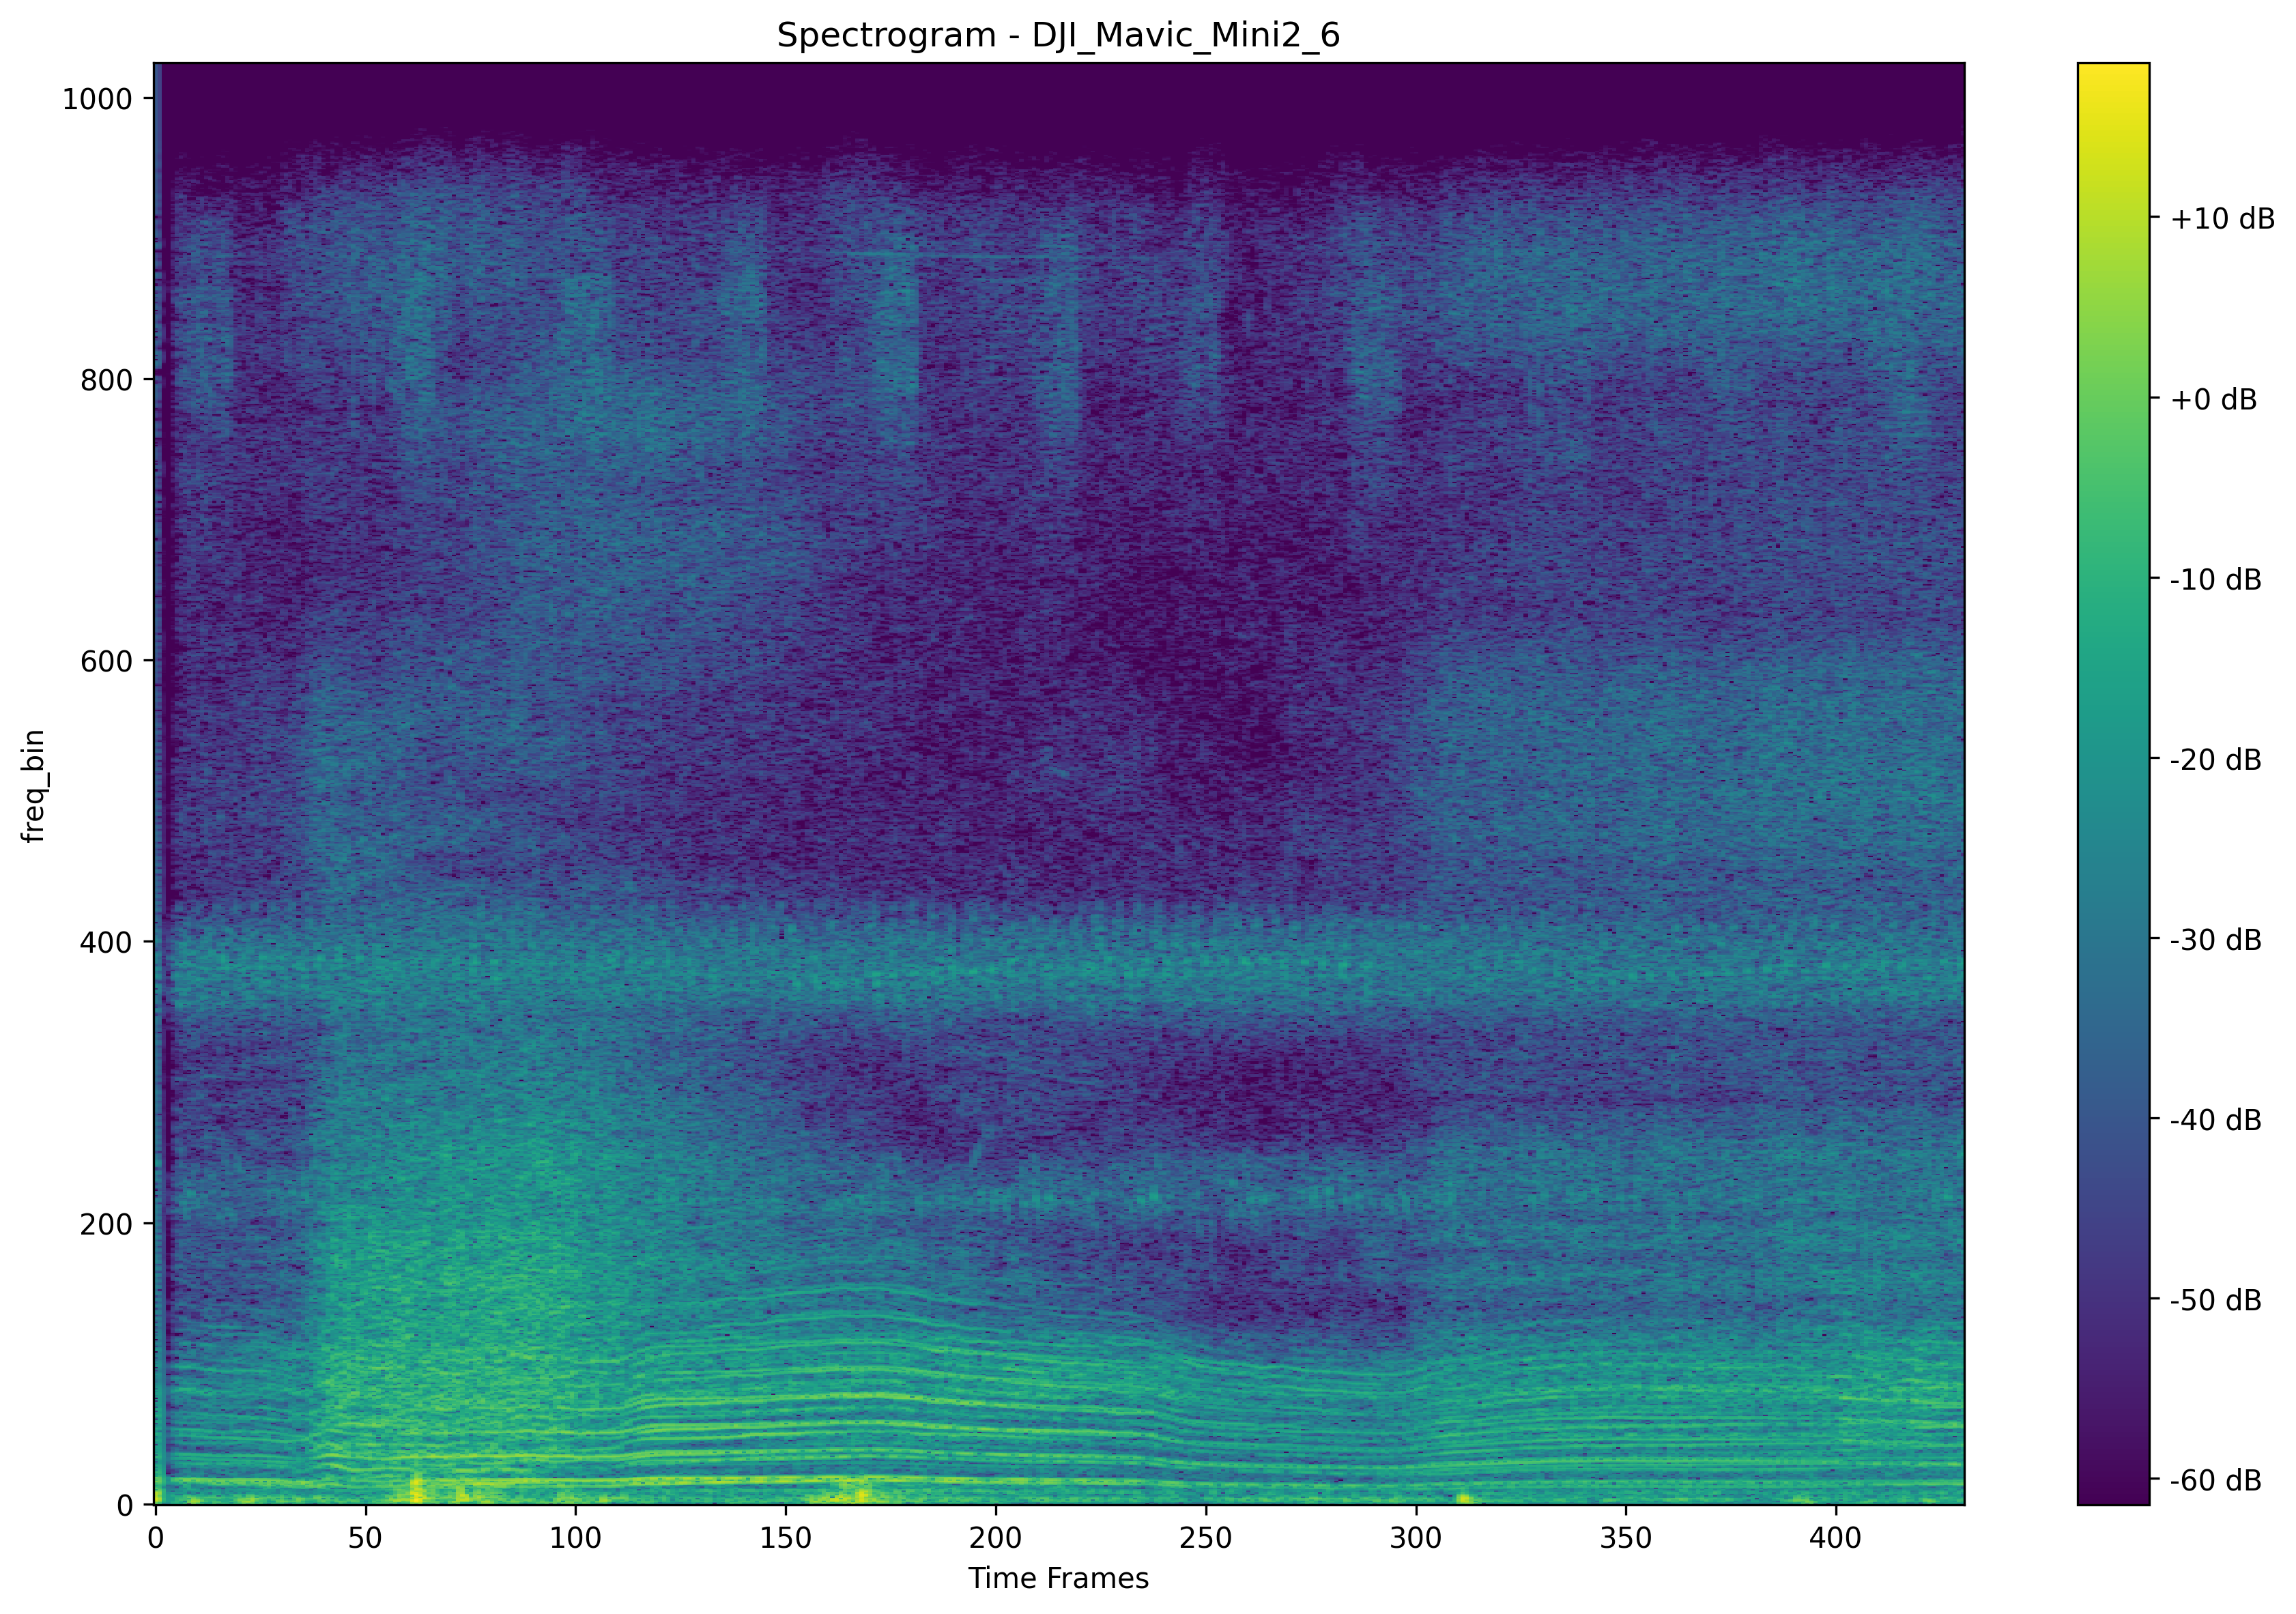 Spectrogram - DJI_Mavic_Mini2_6
1000
800
600
400
200
0
freq_bin
0 50 100 150 200 250 300 350 400
Time Frames
+10 dB
+0 dB
-10 dB
-20 dB
-30 dB
-40 dB
-50 dB
-60 dB